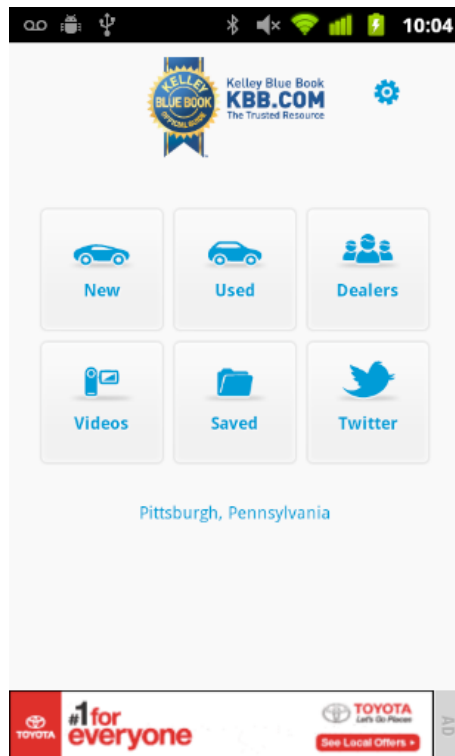 10:04
KELLEY
BLUE BOOK
OFFICIAL GUIDE
Kelley Blue Book
KBB.COM
The Trusted Resource
New
Used
Dealers
Videos
Saved
Twitter
Pittsburgh, Pennsylvania
TOYOTA
#1 for
everyone
TOYOTA
Let's Go Places
See Local Offers
AD